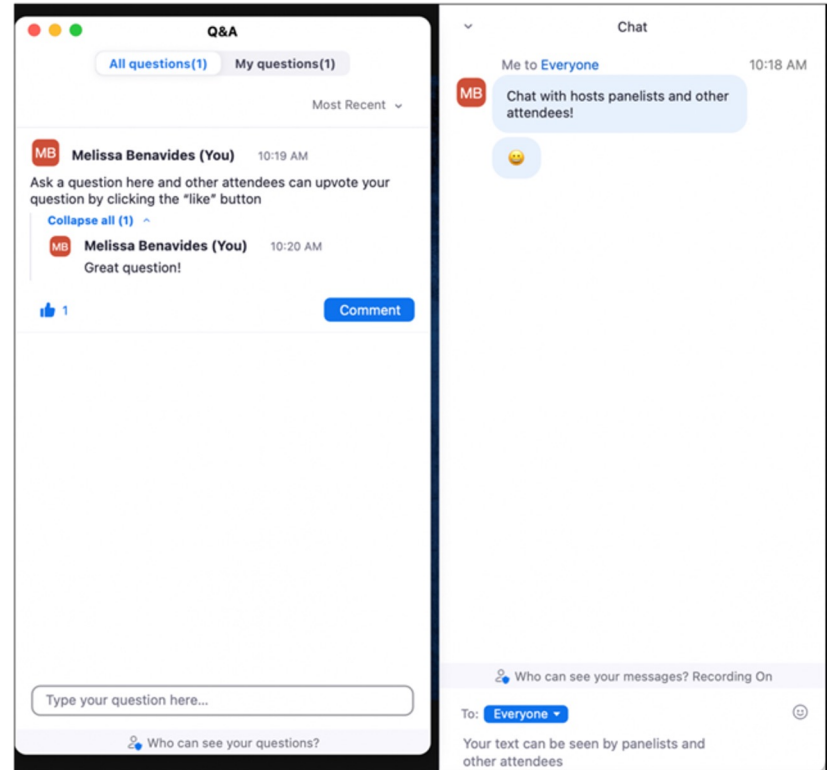 Q&A
All questions(1) My questions(1)
Most Recent
MB Melissa Benavides (You) 10:19 AM
Ask a question here and other attendees can upvote your
question by clicking the “like” button
Collapse all (1)
MB Melissa Benavides (You) 10:20 AM
Great question!
1 Comment
Type your question here...
Who can see your questions?
Chat
Me to Everyone 10:18 AM
MB
Chat with hosts panelists and other
attendees!
😀
Who can see your messages? Recording On
To: Everyone
Your text can be seen by panelists and
other attendees